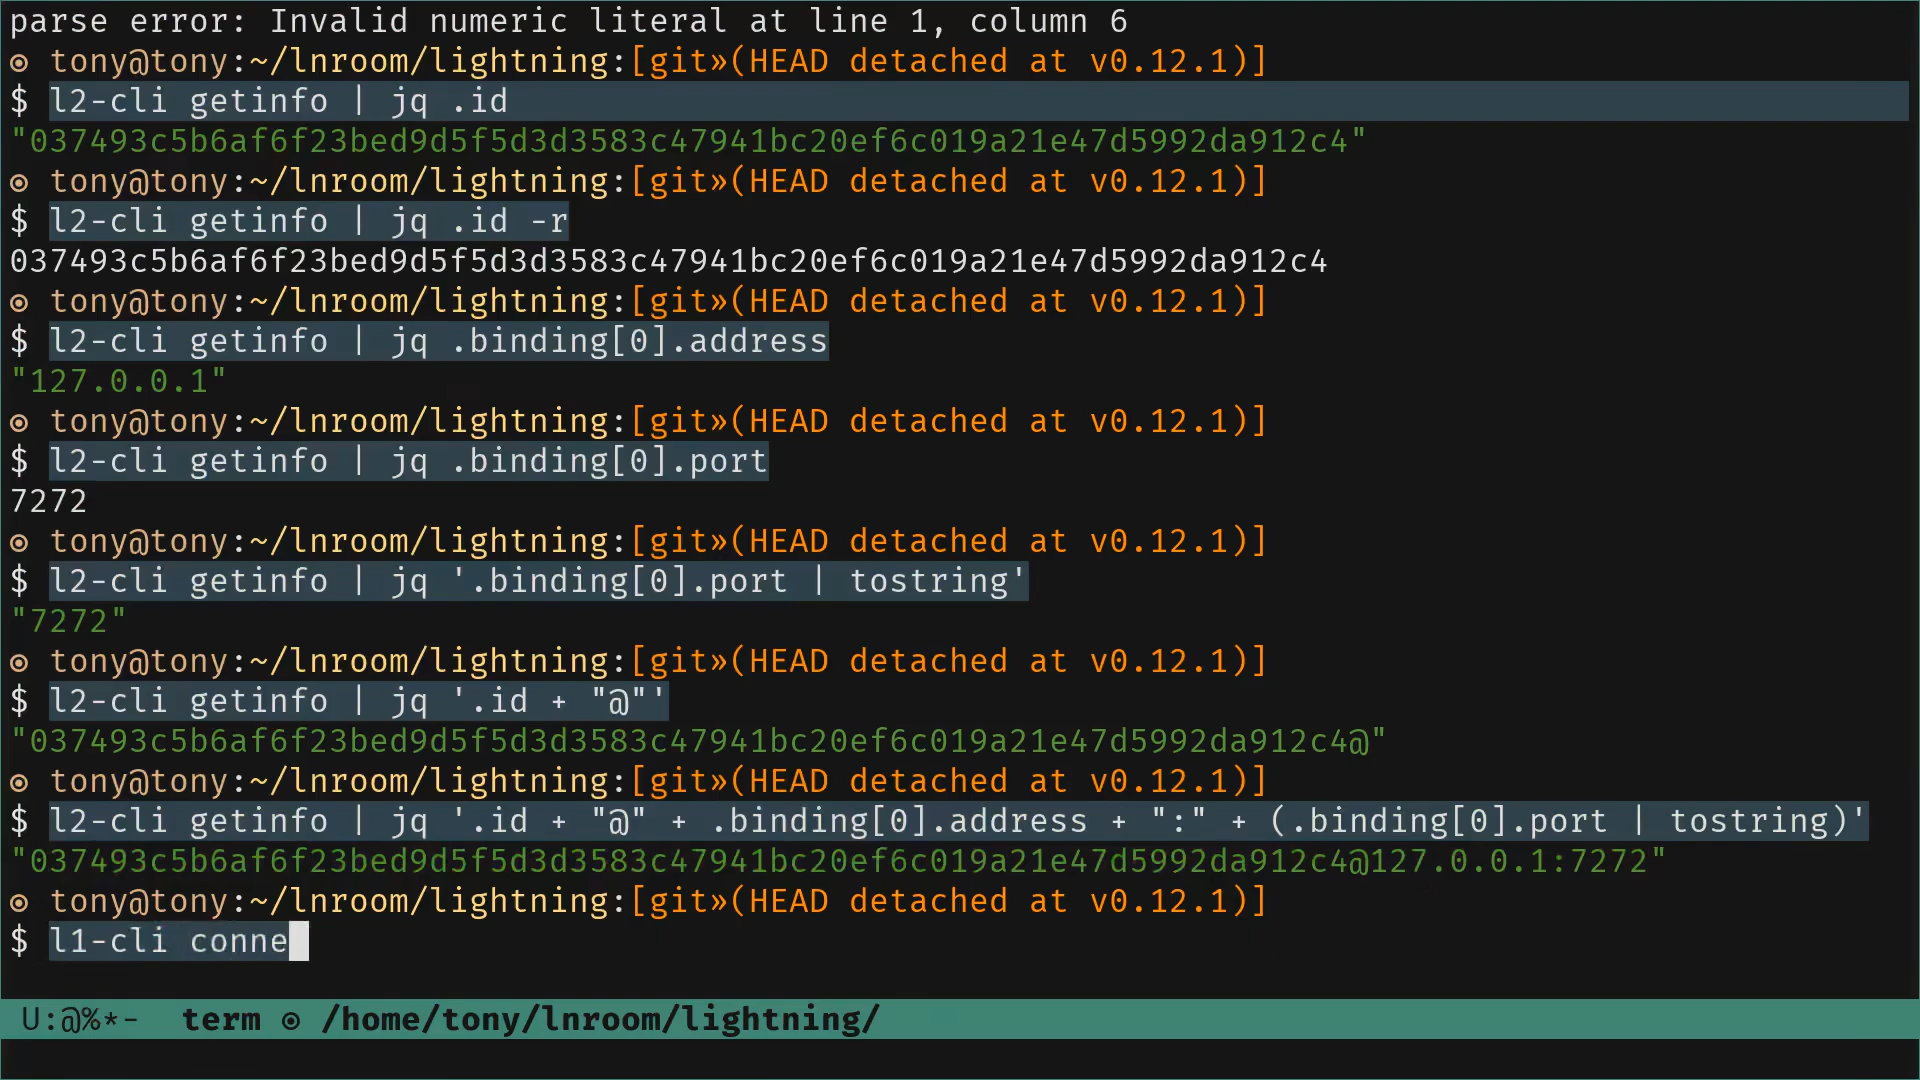 parse error: Invalid numeric literal at line 1, column 6
⊙ tony@tony:~/lnroom/lightning:[git»(HEAD detached at v0.12.1)]
$ l2-cli getinfo | jq .id
"037493c5b6af6f23bed9d5f5d3d3583c47941bc20ef6c019a21e47d5992da912c4"
⊙ tony@tony:~/lnroom/lightning:[git»(HEAD detached at v0.12.1)]
$ l2-cli getinfo | jq .id -r
037493c5b6af6f23bed9d5f5d3d3583c47941bc20ef6c019a21e47d5992da912c4
⊙ tony@tony:~/lnroom/lightning:[git»(HEAD detached at v0.12.1)]
$ l2-cli getinfo | jq .binding[0].address
"127.0.0.1"
⊙ tony@tony:~/lnroom/lightning:[git»(HEAD detached at v0.12.1)]
$ l2-cli getinfo | jq .binding[0].port
7272
⊙ tony@tony:~/lnroom/lightning:[git»(HEAD detached at v0.12.1)]
$ l2-cli getinfo | jq '.binding[0].port | tostring'
"7272"
⊙ tony@tony:~/lnroom/lightning:[git»(HEAD detached at v0.12.1)]
$ l2-cli getinfo | jq '.id + "@"'
"037493c5b6af6f23bed9d5f5d3d3583c47941bc20ef6c019a21e47d5992da912c4@"
⊙ tony@tony:~/lnroom/lightning:[git»(HEAD detached at v0.12.1)]
$ l2-cli getinfo | jq '.id + "@" + .binding[0].address + ":" + (.binding[0].port | tostring)'
"037493c5b6af6f23bed9d5f5d3d3583c47941bc20ef6c019a21e47d5992da912c4@127.0.0.1:7272"
⊙ tony@tony:~/lnroom/lightning:[git»(HEAD detached at v0.12.1)]
$ l1-cli conne
U:@%*-  term ⊙ /home/tony/lnroom/lightning/